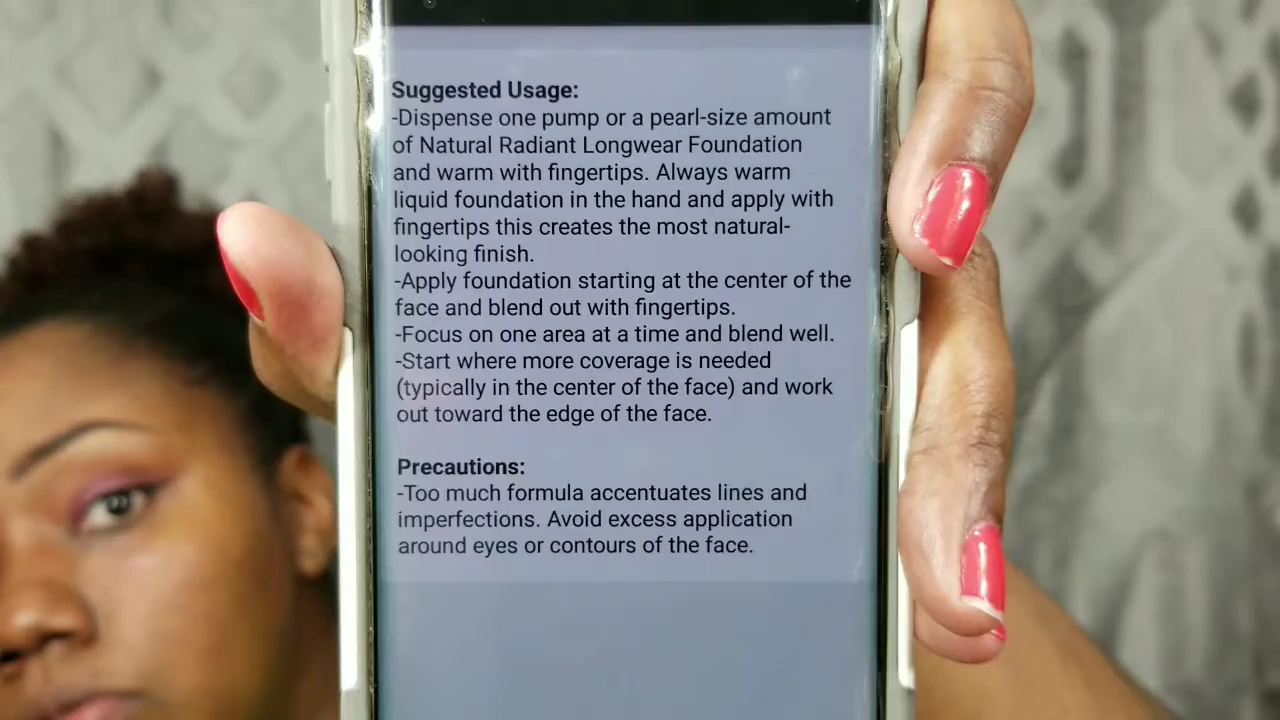 Suggested Usage:
-Dispense one pump or a pearl-size amount
of Natural Radiant Longwear Foundation
and warm with fingertips. Always warm
liquid foundation in the hand and apply with
fingertips this creates the most natural-
looking finish.
-Apply foundation starting at the center of the
face and blend out with fingertips.
-Focus on one area at a time and blend well.
-Start where more coverage is needed
(typically in the center of the face) and work
out toward the edge of the face.
Precautions:
-Too much formula accentuates lines and
imperfections. Avoid excess application
around eyes or contours of the face.